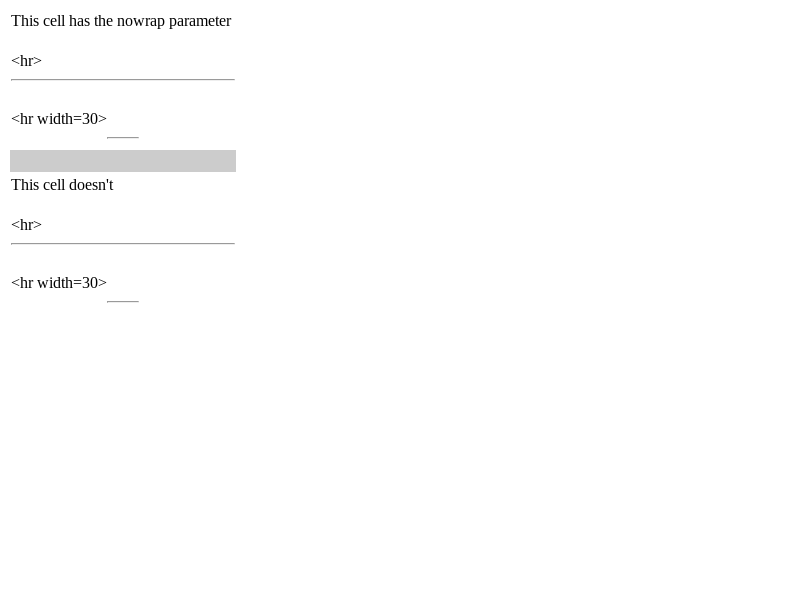 This cell has the nowrap parameter
<hr>
<hr width=30>
This cell doesn't
<hr>
<hr width=30>